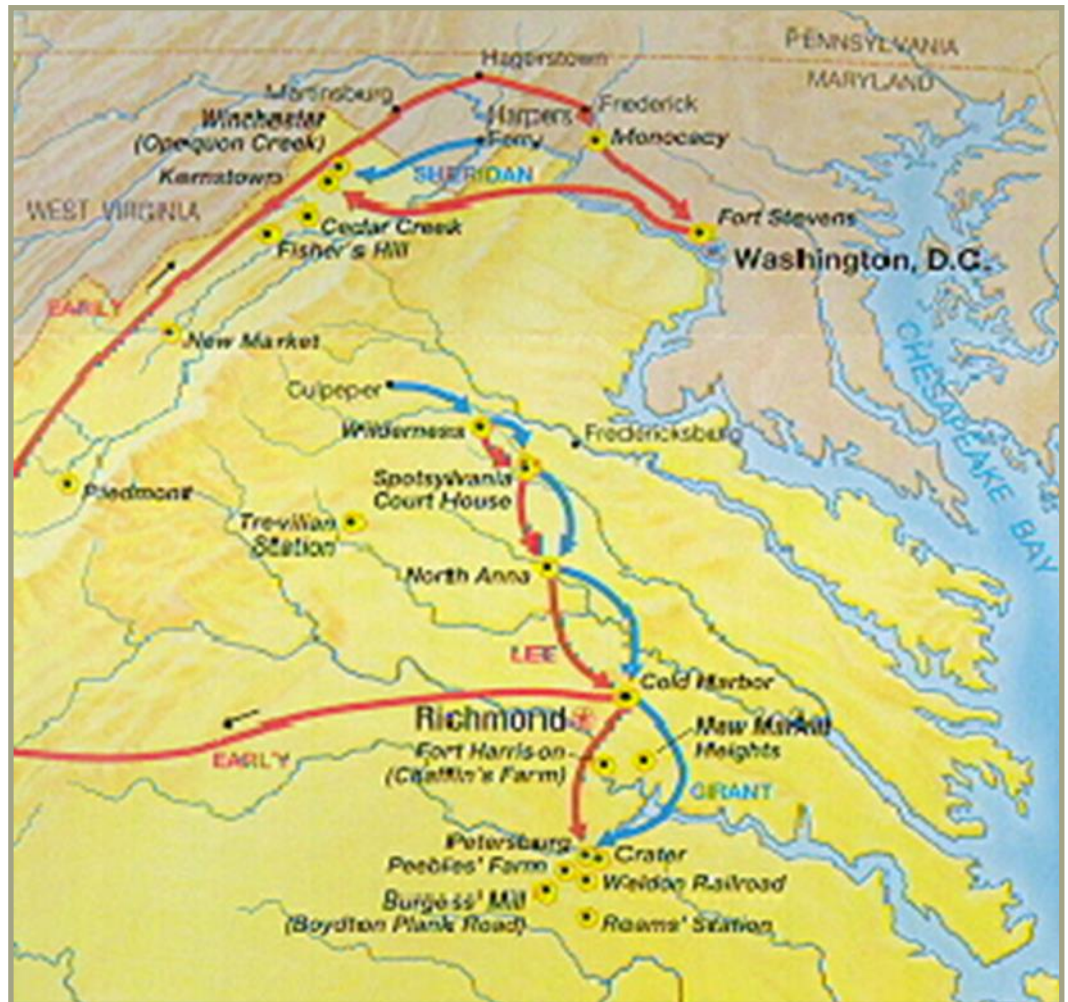 PENNSYLVANIA
MARYLAND
Hagerstown
Martinsburg
Harpers
Ferry
Frederick
Monocacy
Winchester
(Opequon Creek)
Kernstown
SHERIDAN
WEST VIRGINIA
Cedar Creek
Fisher's Hill
Fort Stevens
Washington, D.C.
EARLY
New Market
CHESAPEAKE BAY
Culpeper
Wilderness
Fredericksburg
Spotsylvania
Court House
Piedmont
Trevilian
Station
North Anna
LEE
Cold Harbor
Richmond
New Market
Heights
Fort Harrison
(Chaffin's Farm)
EARLY
GRANT
Petersburg
Crater
Peebles' Farm
Weldon Railroad
Burgess' Mill
(Boydton Plank Road)
Reams' Station